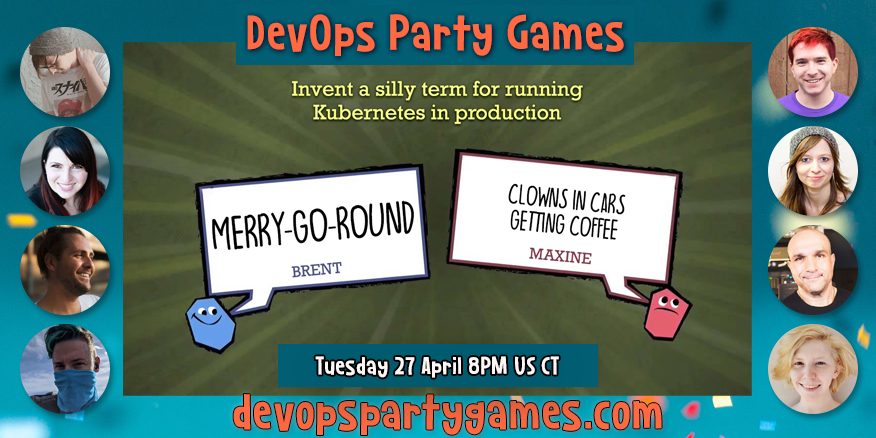 DevOps Party Games
Invent a silly term for running
Kubernetes in production
MERRY-GO-ROUND
BRENT
CLOWNS IN CARS
GETTING COFFEE
MAXINE
Tuesday 27 April 8PM US CT
devopspartygames.com